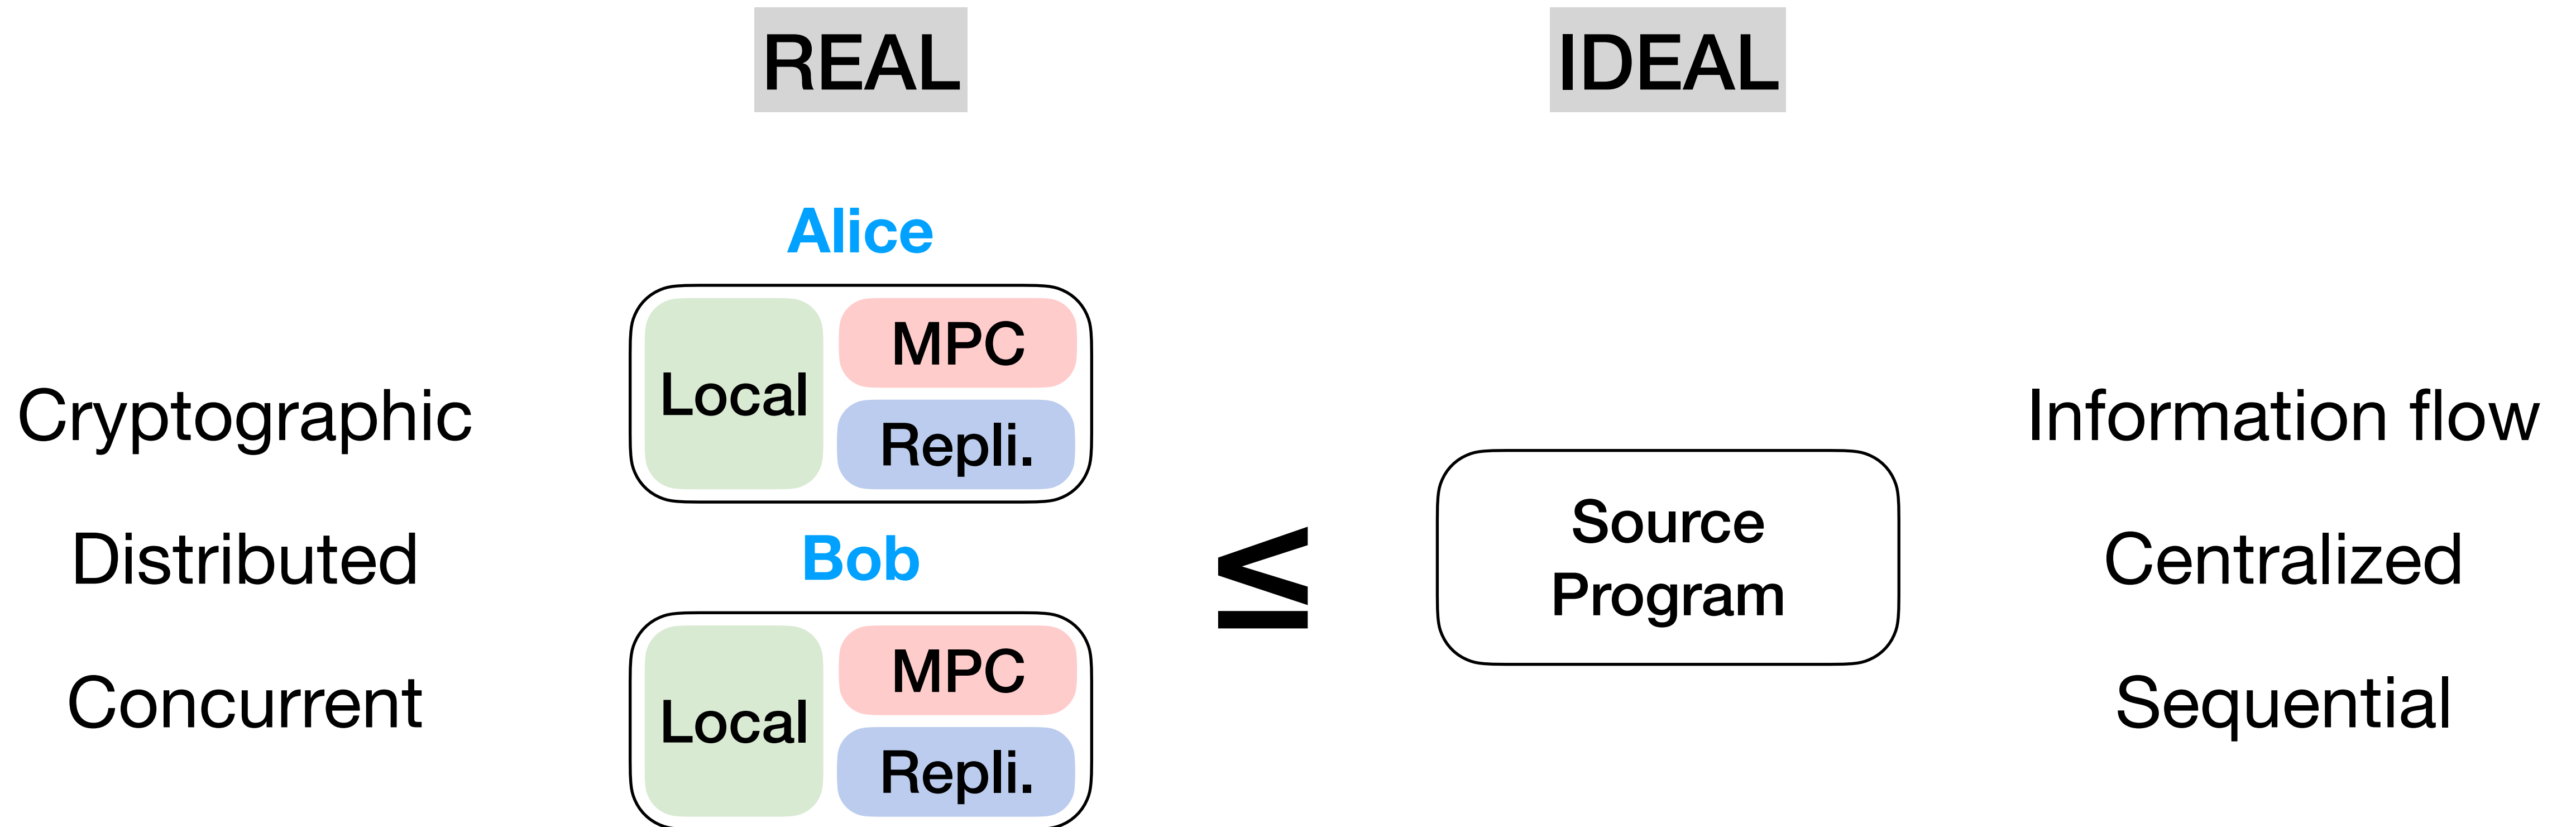 REAL
IDEAL
Alice
Local
MPC
Repli.
Bob
Local
MPC
Repli.
Cryptographic
Distributed
Concurrent
≤
Source
Program
Information flow
Centralized
Sequential